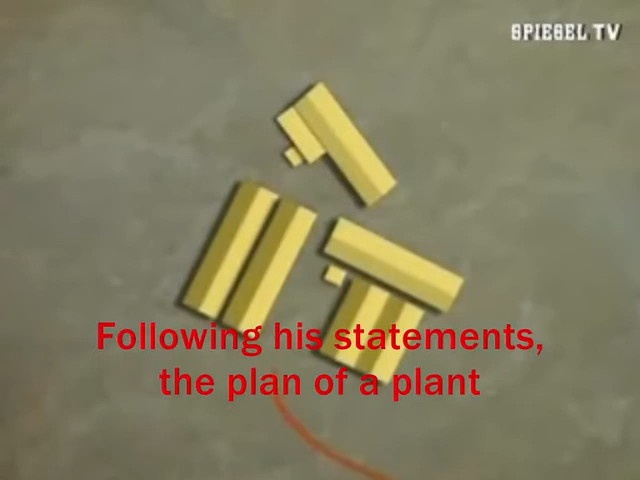 SPIEGEL TV
Following his statements,
the plan of a plant